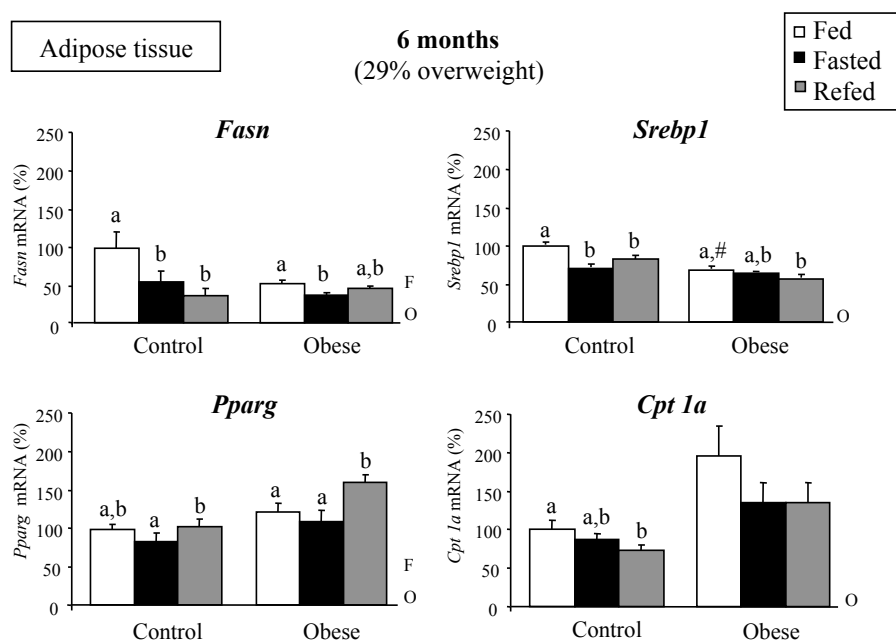 Adipose tissue
6 months
(29% overweight)
Fed
Fasted
Refed
Fasn
Fasn mRNA (%)
250
200
150
100
50
0
a
b
b
a
b
a,b
F
O
Control
Obese
Srebp1
Srebp1 mRNA (%)
250
200
150
100
50
0
a
b
b
a,#
a,b
b
O
Control
Obese
Pparg
Pparg mRNA (%)
250
200
150
100
50
0
a,b
a
b
a
a
b
F
O
Control
Obese
Cpt 1a
Cpt 1a mRNA (%)
250
200
150
100
50
0
a
a,b
b
O
Control
Obese